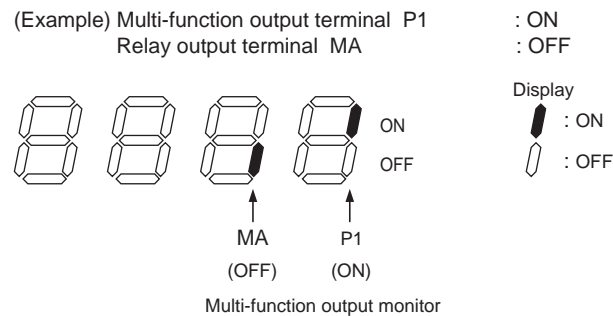 (Example) Multi-function output terminal P1 : ON
Relay output terminal MA : OFF
Display
ON : ON
OFF : OFF
MA P1
(OFF) (ON)
Multi-function output monitor